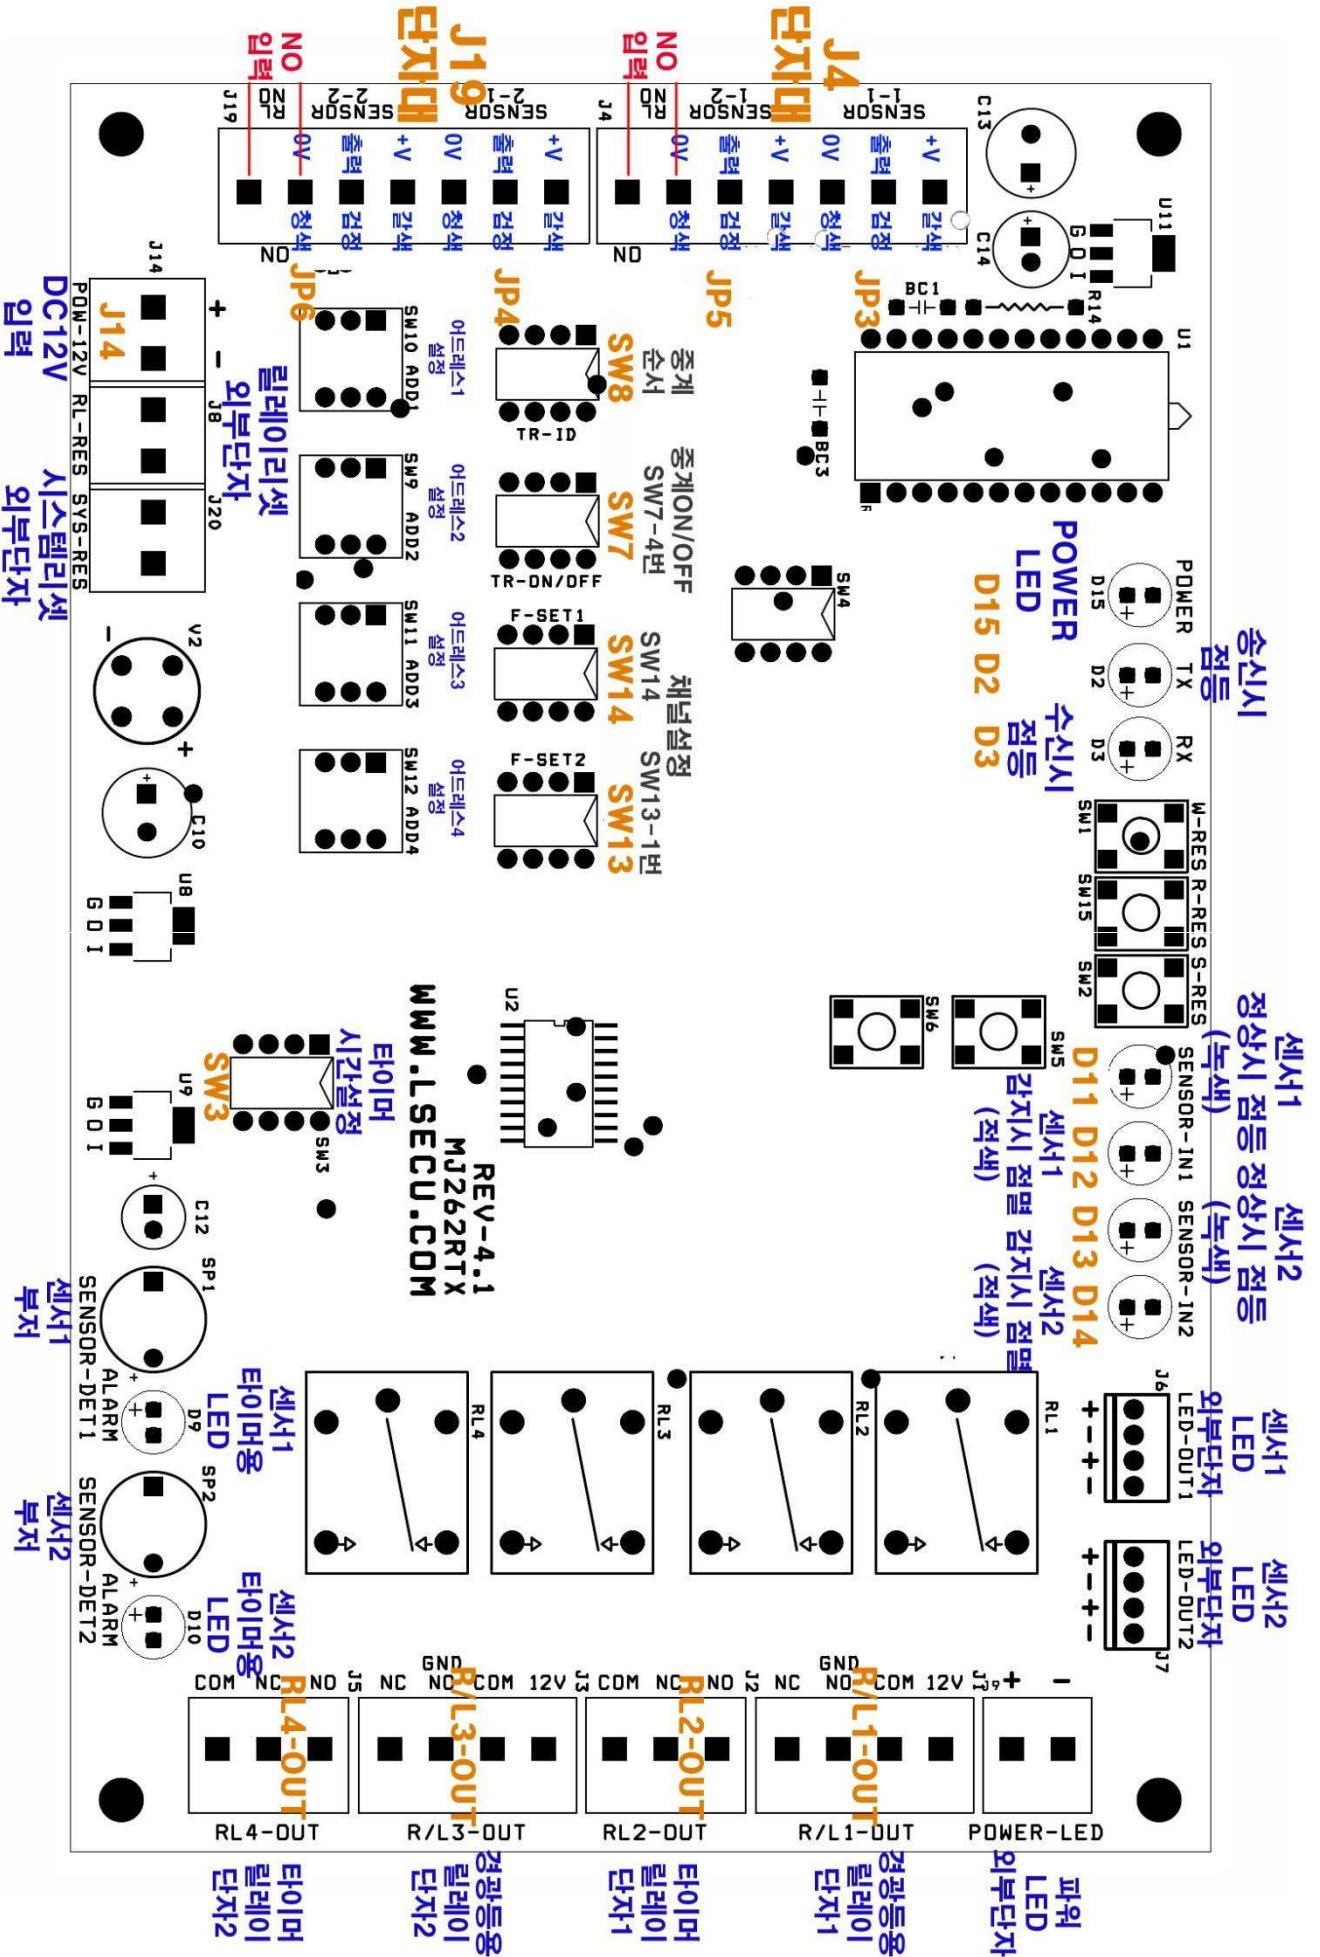 J19
단자대
J4
단자대
NO
입력
NO
입력
J19
RL
NO
SENSOR
2-2
SENSOR
2-1
J4
RL
NO
SENSOR
1-2
SENSOR
1-1
C13
0V
출력
+V
0V
출력
+V
0V
출력
+V
0V
출력
+V
청색
검정
갈색
청색
검정
갈색
청색
검정
갈색
청색
검정
갈색
NO
NO
C14
G O I
U11
J14
J14
POW-12V
+
-
DC12V
입력
J8
RL-RES
릴레이리셋
외부단자
J20
SYS-RES
시스템리셋
외부단자
JP6
JP4
JP5
JP3
BC1
R14
U1
BC3
SW10 ADD1
어드레스1
설정
SW8
중계
순서
TR-ID
SW9 ADD2
어드레스2
설정
SW7
중계ON/OFF
SW7-4번
TR-ON/OFF
SW11 ADD3
어드레스3
설정
F-SET1
SW14
SW14
채널설정
SW12 ADD4
어드레스4
설정
F-SET2
SW13
SW13-1번
SW4
POWER
LED
D15
D15
POWER
D2
D2
TX
송신시
점등
D3
D3
RX
수신시
점등
V2
-
+
+
C10
U8
G O I
SW1
W-RES
SW15
R-RES
SW2
S-RES
SW6
SW5
U2
WWW.LSECU.COM
MJ262RTX
REV-4.1
SW3
타이머
시간설정
SW3
U9
G O I
+
C12
D11 D12 D13 D14
SENSOR-IN1
SENSOR-IN2
센서1
정상시 점등
(녹색)
센서1
감지시 점멸
(적색)
센서2
정상시 점등
(녹색)
센서2
감지시 점멸
(적색)
SP1
SENSOR-DET1
센서1
부저
ALARM
D9
센서1
타이머용
LED
SP2
SENSOR-DET2
센서2
부저
ALARM
D10
센서2
타이머용
LED
RL4
RL3
RL2
RL1
J6
LED-OUT1
+-+-
센서1
LED
외부단자
LED-OUT2
J7
+-+-
센서2
LED
외부단자
COM NC NO J5
RL4-OUT
GND
NC NO COM 12V J3
R/L3-OUT
COM NC NO J2
RL2-OUT
GND
NC NO COM 12V J1
R/L1-OUT
J9 + -
RL4-OUT
R/L3-OUT
RL2-OUT
R/L1-OUT
POWER-LED
타이머
릴레이
단자2
경광등용
릴레이
단자2
타이머
릴레이
단자1
경광등용
릴레이
단자1
파워
LED
외부단자